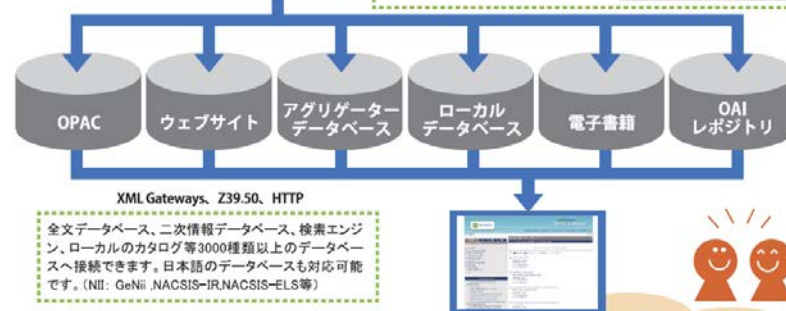 OPAC
ウェブサイト
アグリゲーター
データベース
ローカル
データベース
電子書籍
OAI
レポジトリ
XML Gateways、Z39.50、HTTP
全文データベース、二次情報データベース、検索エンジ
ン、ローカルのカタログ等3000種類以上のデータベー
スへ接続できます。日本語のデータベースも対応可能
です。(NII: GeNii ,NACSIS-IR,NACSIS-ELS等)